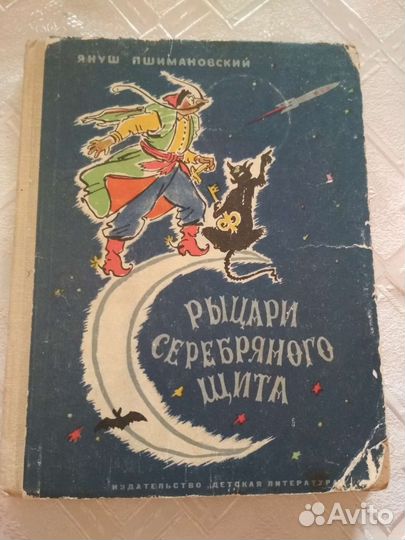 ЯНУШ ПШИМАНОВСКИЙ
РЫЦАРИ
СЕРЕБРЯНОГО
ЩИТА
ИЗДАТЕЛЬСТВО „ДЕТСКАЯ ЛИТЕРАТУРА"
Avito